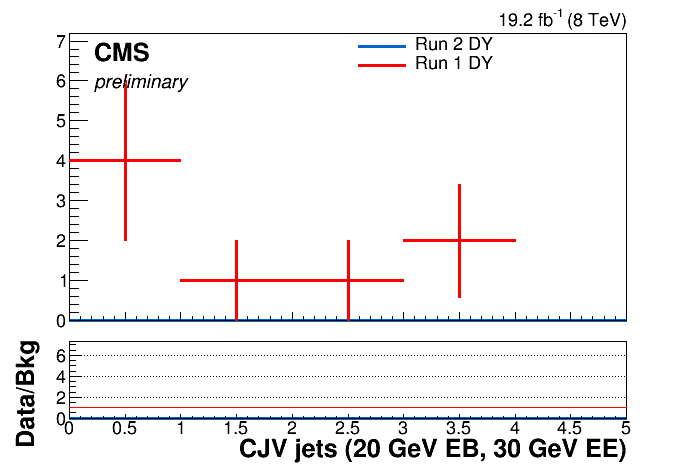 19.2 fb⁻¹ (8 TeV)
CMS
preliminary
Run 2 DY
Run 1 DY
7
6
5
4
3
2
1
0
Data/Bkg
6
4
2
0
0 0.5 1 1.5 2 2.5 3 3.5 4 4.5 5
CJV jets (20 GeV EB, 30 GeV EE)